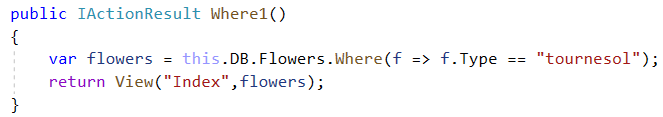 public IActionResult Where1()
{
var flowers = this.DB.Flowers.Where(f => f.Type == "tournesol");
return View("Index",flowers);
}